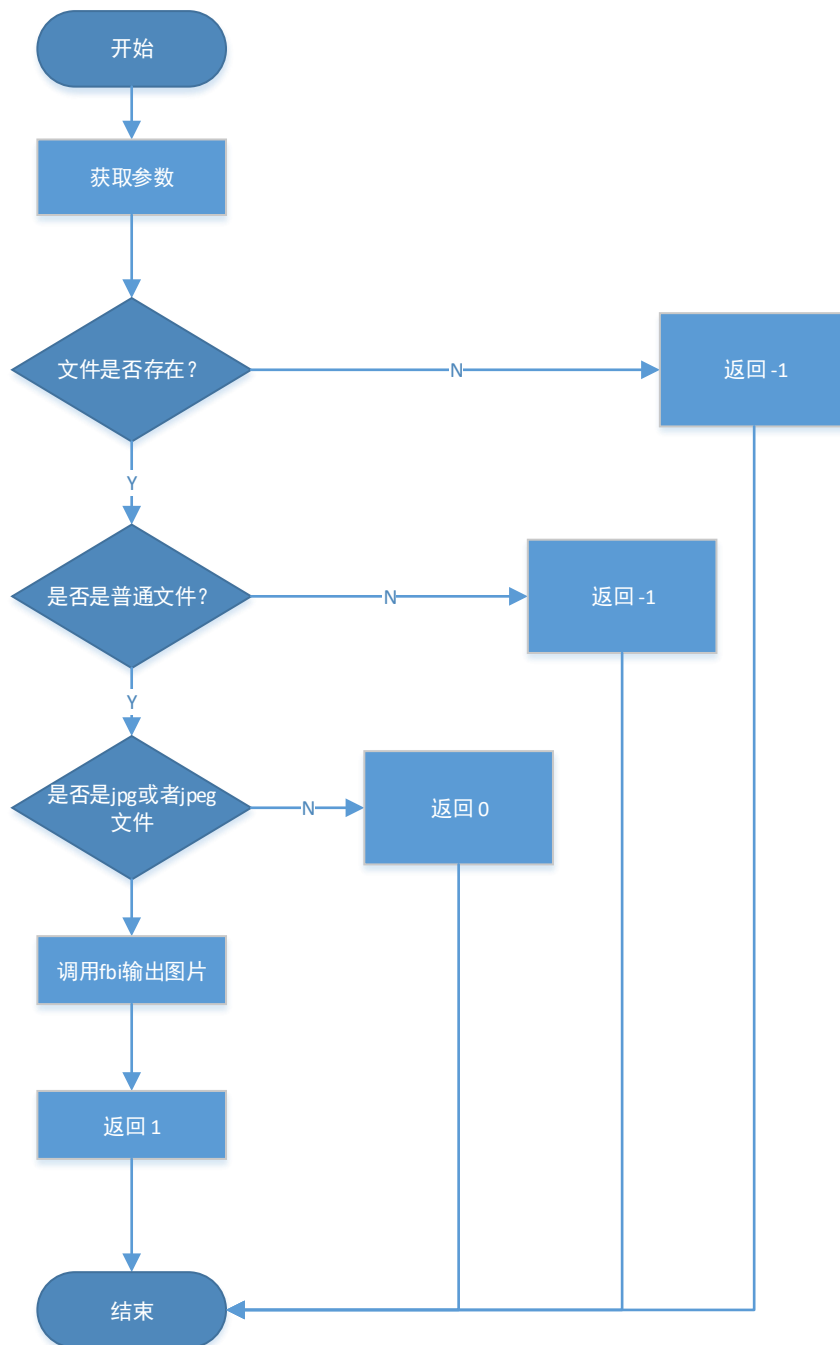 开始
获取参数
文件是否存在？
N
返回 -1
Y
是否是普通文件？
N
返回 -1
Y
是否是jpg或者jpeg
文件
N
返回 0
调用fbi输出图片
返回 1
结束